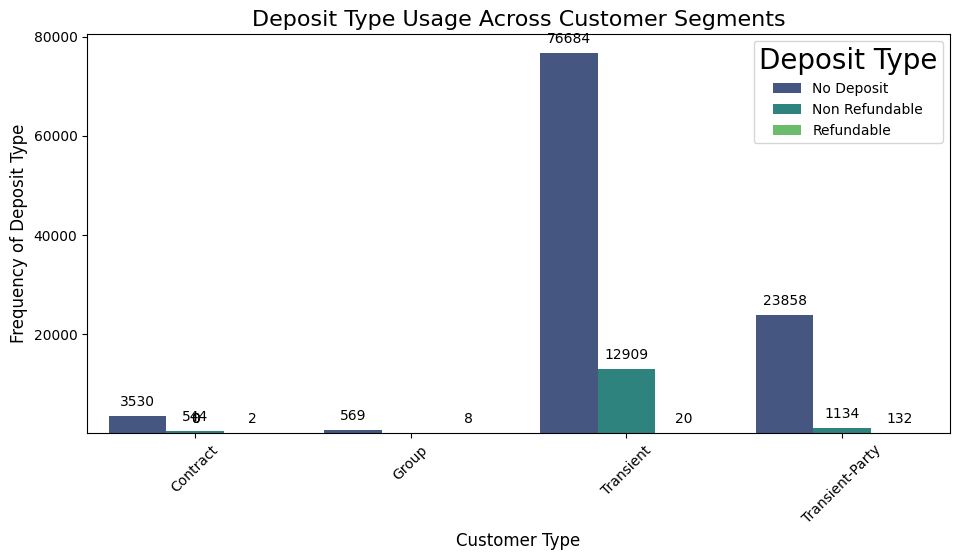 Deposit Type Usage Across Customer Segments
Frequency of Deposit Type
80000
60000
40000
20000
3530
544
0
2
569
8
76684
12909
20
23858
1134
132
Deposit Type
No Deposit
Non Refundable
Refundable
Contract
Group
Transient
Transient-Party
Customer Type